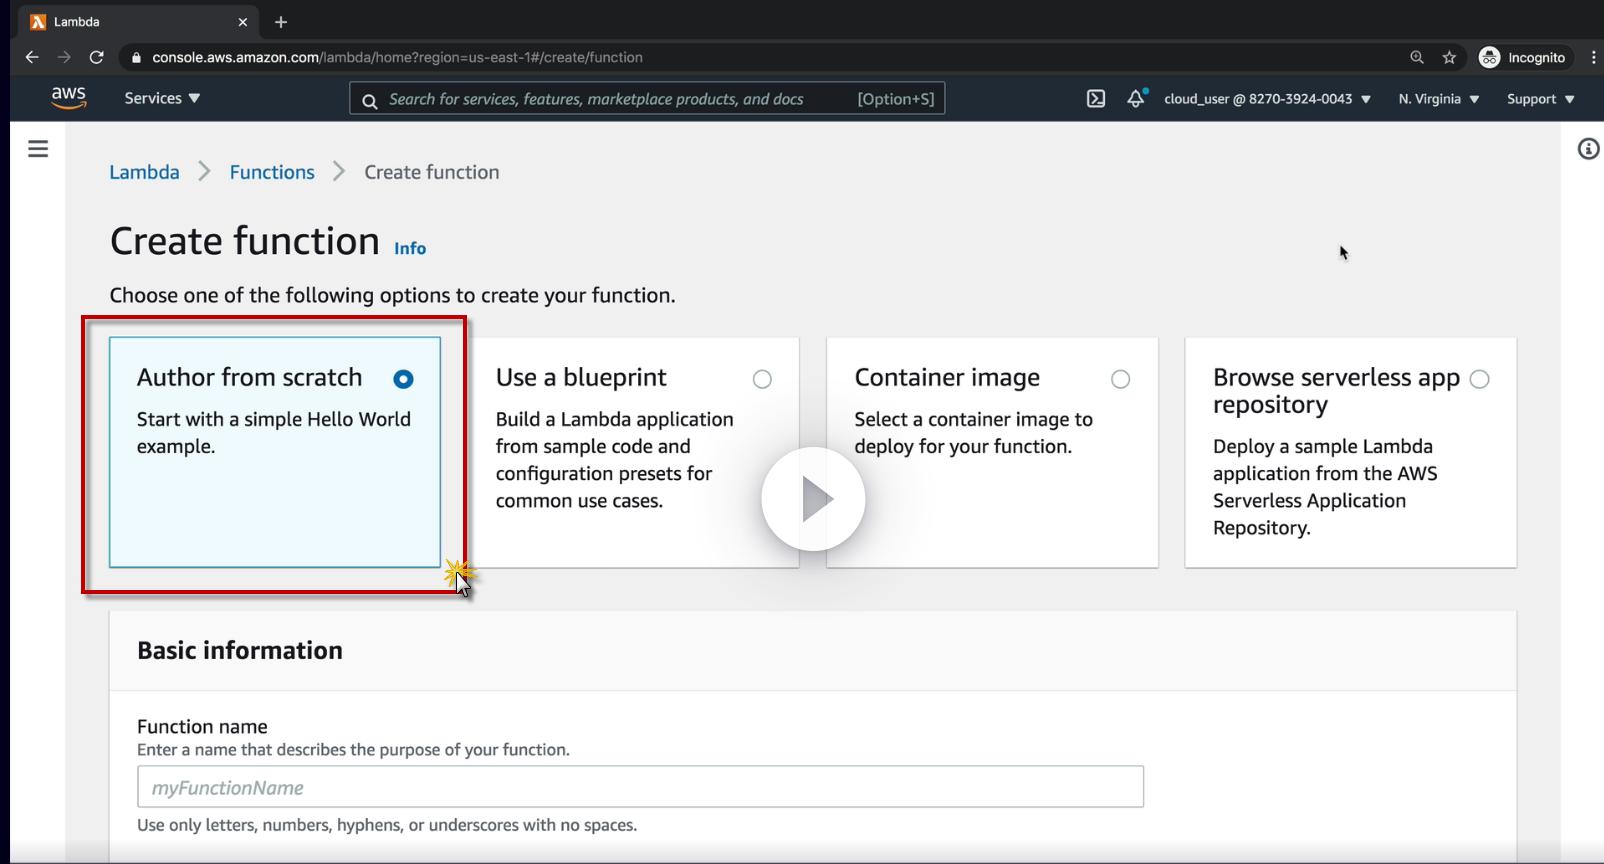 Lambda
console.aws.amazon.com/lambda/home?region=us-east-1#/create/function
Incognito
aws
Services
Search for services, features, marketplace products, and docs
[Option+S]
cloud_user @ 8270-3924-0043
N. Virginia
Support
Lambda
Functions
Create function
Create function Info
Choose one of the following options to create your function.
Author from scratch
Start with a simple Hello World
example.
Use a blueprint
Build a Lambda application
from sample code and
configuration presets for
common use cases.
Container image
Select a container image to
deploy for your function.
Browse serverless app
repository
Deploy a sample Lambda
application from the AWS
Serverless Application
Repository.
Basic information
Function name
Enter a name that describes the purpose of your function.
myFunctionName
Use only letters, numbers, hyphens, or underscores with no spaces.